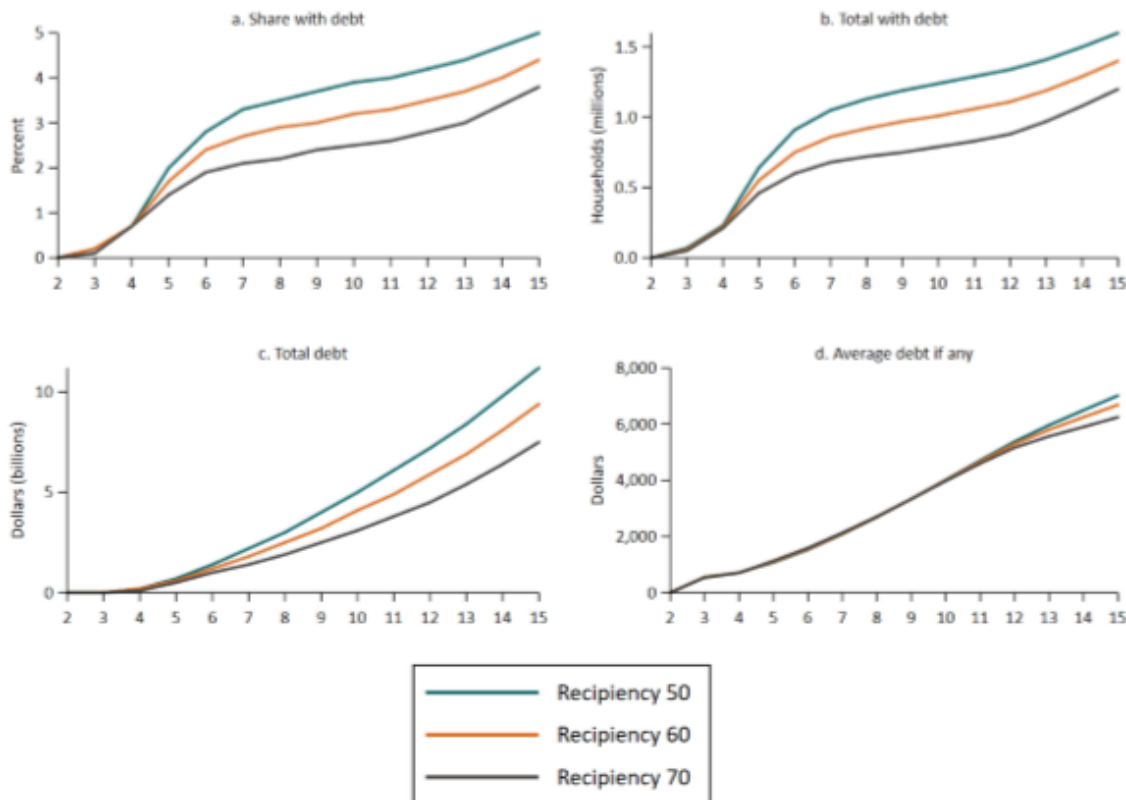 a. Share with debt
Percent
5
4
3
2
1
0
2 3 4 5 6 7 8 9 10 11 12 13 14 15
b. Total with debt
Households (millions)
1.5
1.0
0.5
0.0
2 3 4 5 6 7 8 9 10 11 12 13 14 15
c. Total debt
Dollars (billions)
10
5
0
2 3 4 5 6 7 8 9 10 11 12 13 14 15
d. Average debt if any
Dollars
8,000
6,000
4,000
2,000
0
2 3 4 5 6 7 8 9 10 11 12 13 14 15
Recipiency 50
Recipiency 60
Recipiency 70